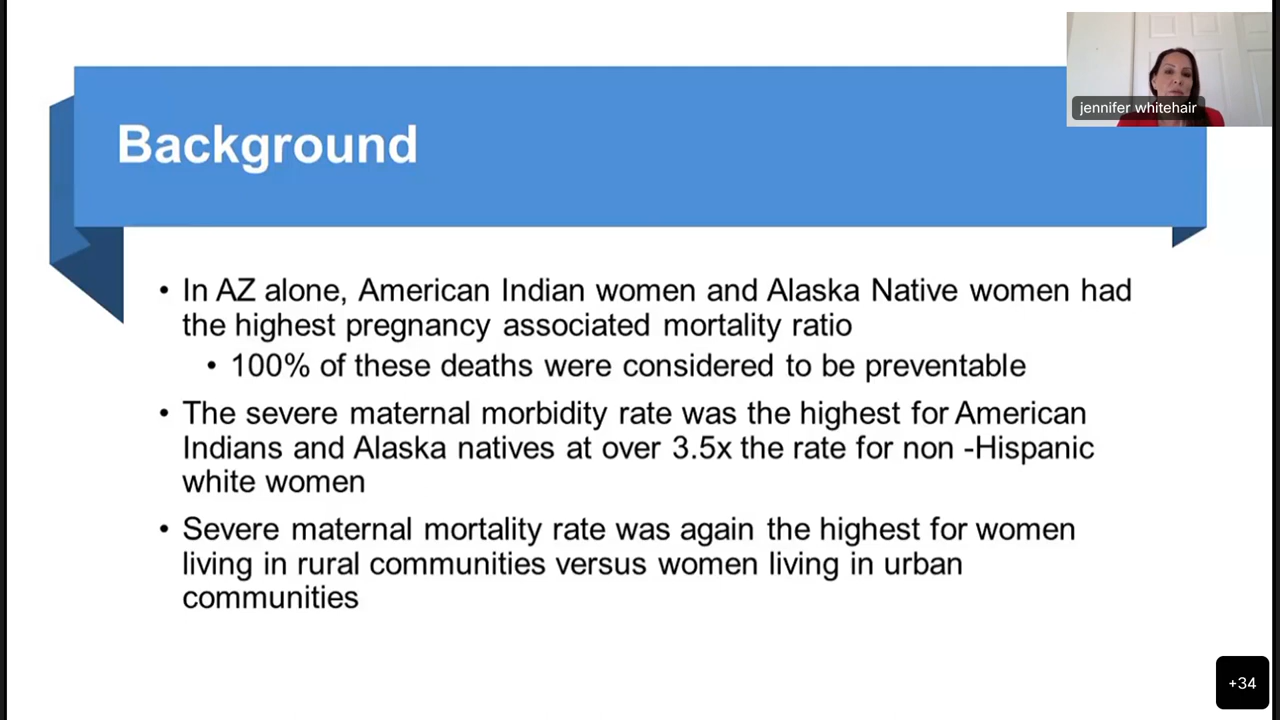 jennifer whitehair
Background
• In AZ alone, American Indian women and Alaska Native women had
the highest pregnancy associated mortality ratio
• 100% of these deaths were considered to be preventable
• The severe maternal morbidity rate was the highest for American
Indians and Alaska natives at over 3.5x the rate for non -Hispanic
white women
• Severe maternal mortality rate was again the highest for women
living in rural communities versus women living in urban
communities
+34